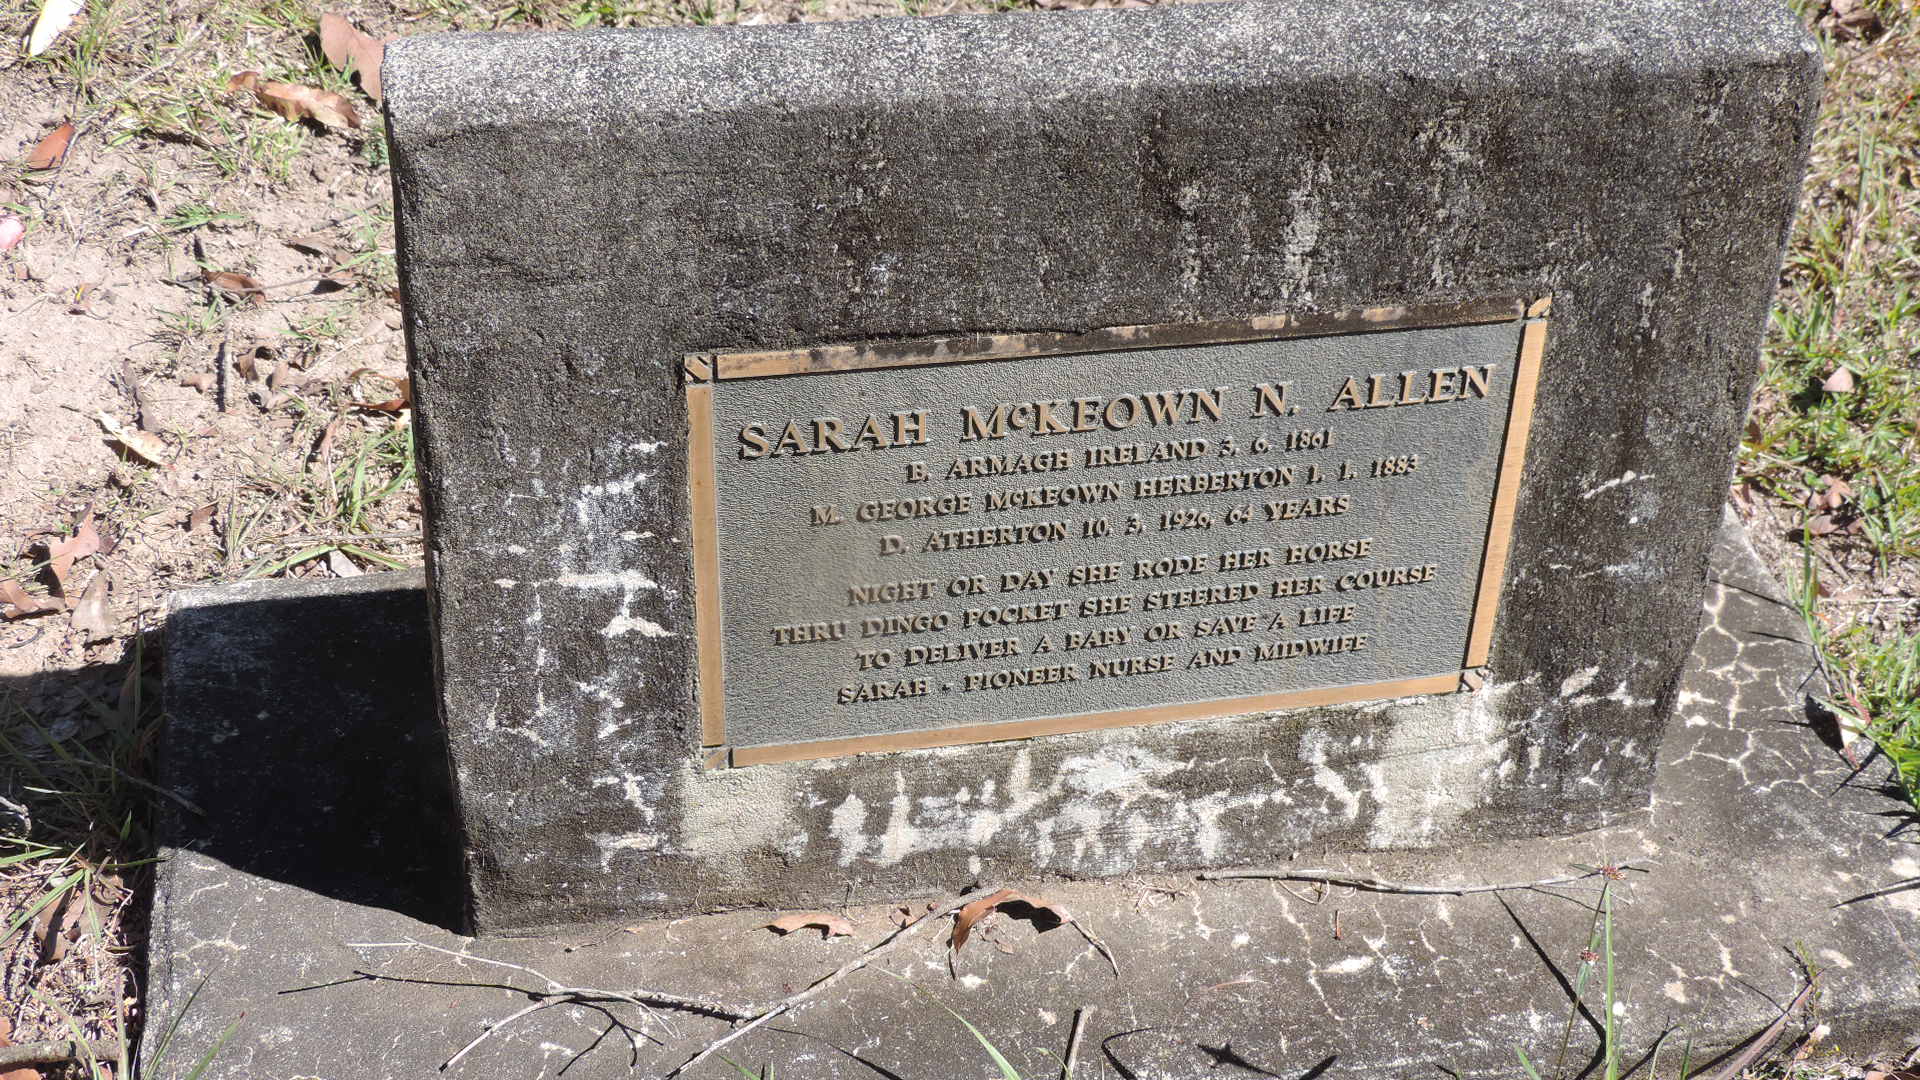 SARAH McKEOWN N. ALLEN
B. ARMAGH IRELAND 3. 6. 1861
M. GEORGE McKEOWN HERBERTON 1. 1. 1883
D. ATHERTON 10. 3. 1926, 64 YEARS
NIGHT OR DAY SHE RODE HER HORSE
THRU DINGO POCKET SHE STEERED HER COURSE
TO DELIVER A BABY OR SAVE A LIFE
SARAH - PIONEER NURSE AND MIDWIFE